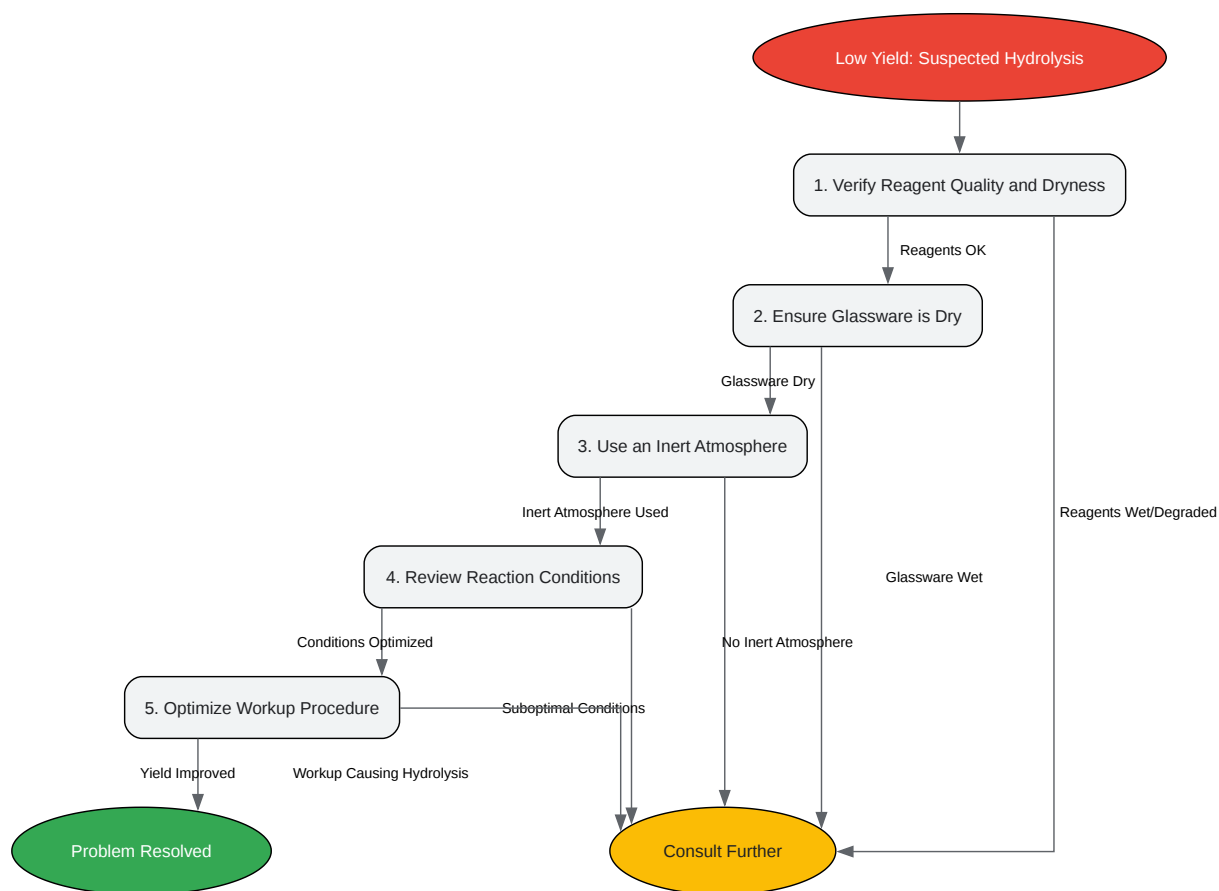 Low Yield: Suspected Hydrolysis
1. Verify Reagent Quality and Dryness
Reagents OK
2. Ensure Glassware is Dry
Glassware Dry
3. Use an Inert Atmosphere
Inert Atmosphere Used
Reagents Wet/Degraded
4. Review Reaction Conditions
Glassware Wet
Conditions Optimized
No Inert Atmosphere
5. Optimize Workup Procedure
Suboptimal Conditions
Yield Improved
Workup Causing Hydrolysis
Problem Resolved
Consult Further